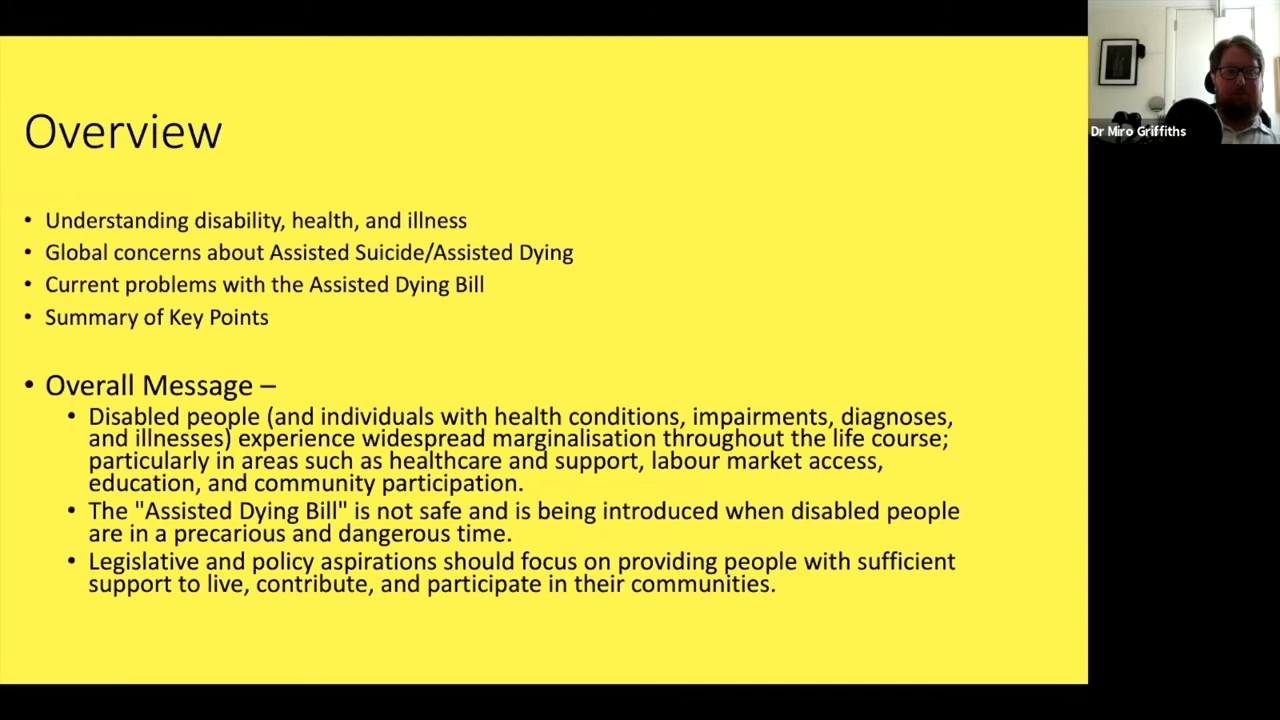 Overview
• Understanding disability, health, and illness
• Global concerns about Assisted Suicide/Assisted Dying
• Current problems with the Assisted Dying Bill
• Summary of Key Points
• Overall Message –
• Disabled people (and individuals with health conditions, impairments, diagnoses,
and illnesses) experience widespread marginalisation throughout the life course;
particularly in areas such as healthcare and support, labour market access,
education, and community participation.
• The "Assisted Dying Bill" is not safe and is being introduced when disabled people
are in a precarious and dangerous time.
• Legislative and policy aspirations should focus on providing people with sufficient
support to live, contribute, and participate in their communities.
Dr Miro Griffiths